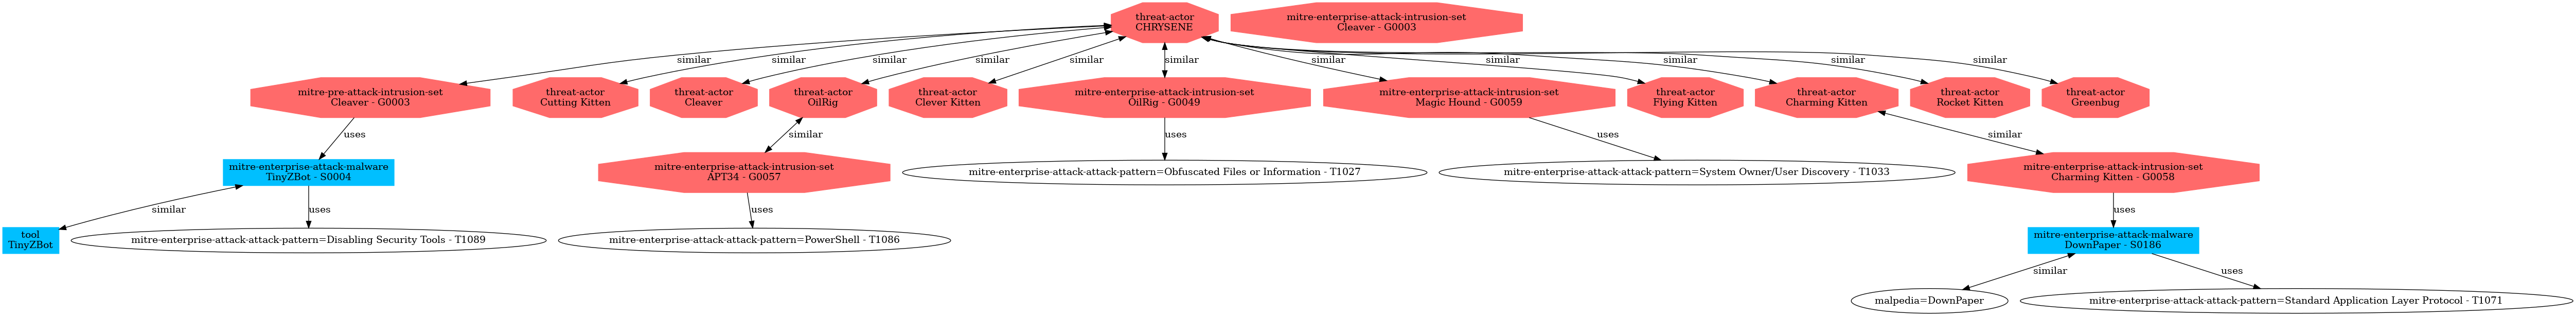 threat-actor
CHRYSENE
mitre-enterprise-attack-intrusion-set
Cleaver - G0003
similar
similar
similar
similar
similar
similar
similar
similar
similar
similar
similar
mitre-pre-attack-intrusion-set
Cleaver - G0003
threat-actor
Cutting Kitten
threat-actor
Cleaver
threat-actor
OilRig
threat-actor
Clever Kitten
mitre-enterprise-attack-intrusion-set
OilRig - G0049
mitre-enterprise-attack-intrusion-set
Magic Hound - G0059
threat-actor
Flying Kitten
threat-actor
Charming Kitten
threat-actor
Rocket Kitten
threat-actor
Greenbug
uses
similar
uses
uses
similar
mitre-enterprise-attack-malware
TinyZBot - S0004
mitre-enterprise-attack-intrusion-set
APT34 - G0057
mitre-enterprise-attack-attack-pattern=Obfuscated Files or Information - T1027
mitre-enterprise-attack-attack-pattern=System Owner/User Discovery - T1033
mitre-enterprise-attack-intrusion-set
Charming Kitten - G0058
similar
uses
uses
uses
tool
TinyZBot
mitre-enterprise-attack-attack-pattern=Disabling Security Tools - T1089
mitre-enterprise-attack-attack-pattern=PowerShell - T1086
mitre-enterprise-attack-malware
DownPaper - S0186
similar
uses
malpedia=DownPaper
mitre-enterprise-attack-attack-pattern=Standard Application Layer Protocol - T1071